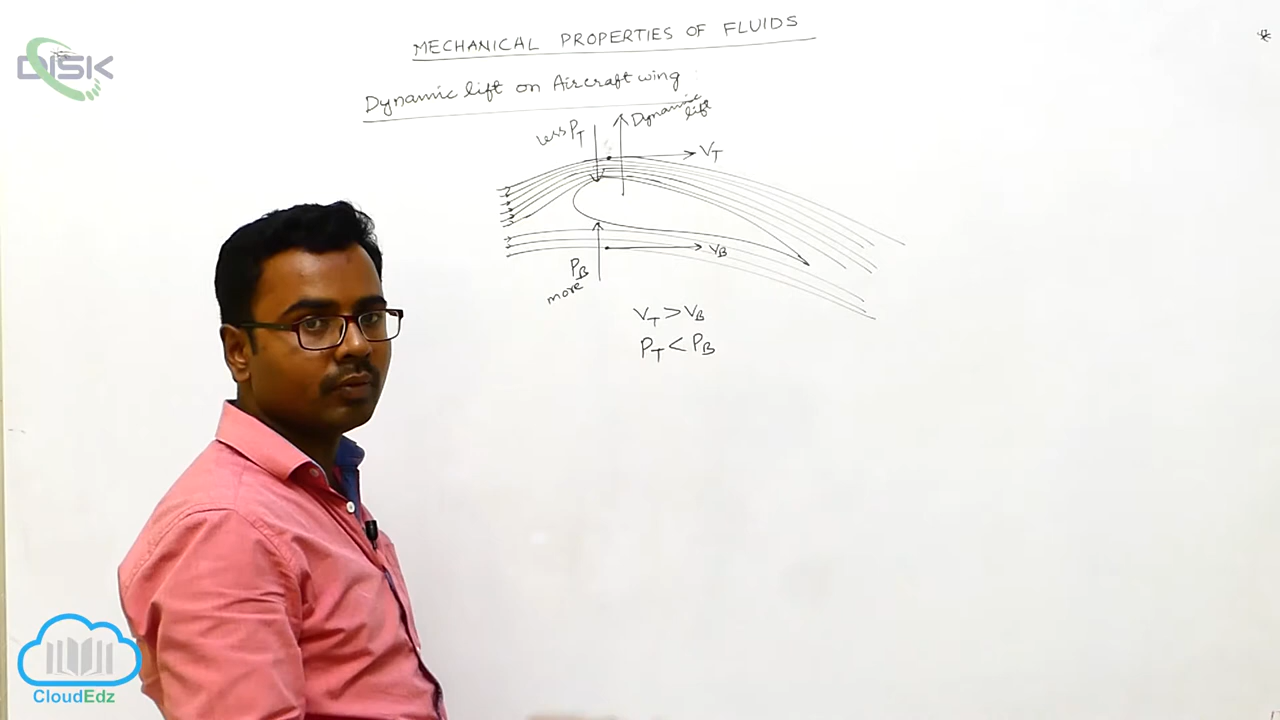 DISK
MECHANICAL PROPERTIES OF FLUIDS
*
Dynamic lift on Aircraft wing
less P_T
Dynamic lift
V_T
V_B
P_B
more
V_T > V_B
P_T < P_B
CloudEdz